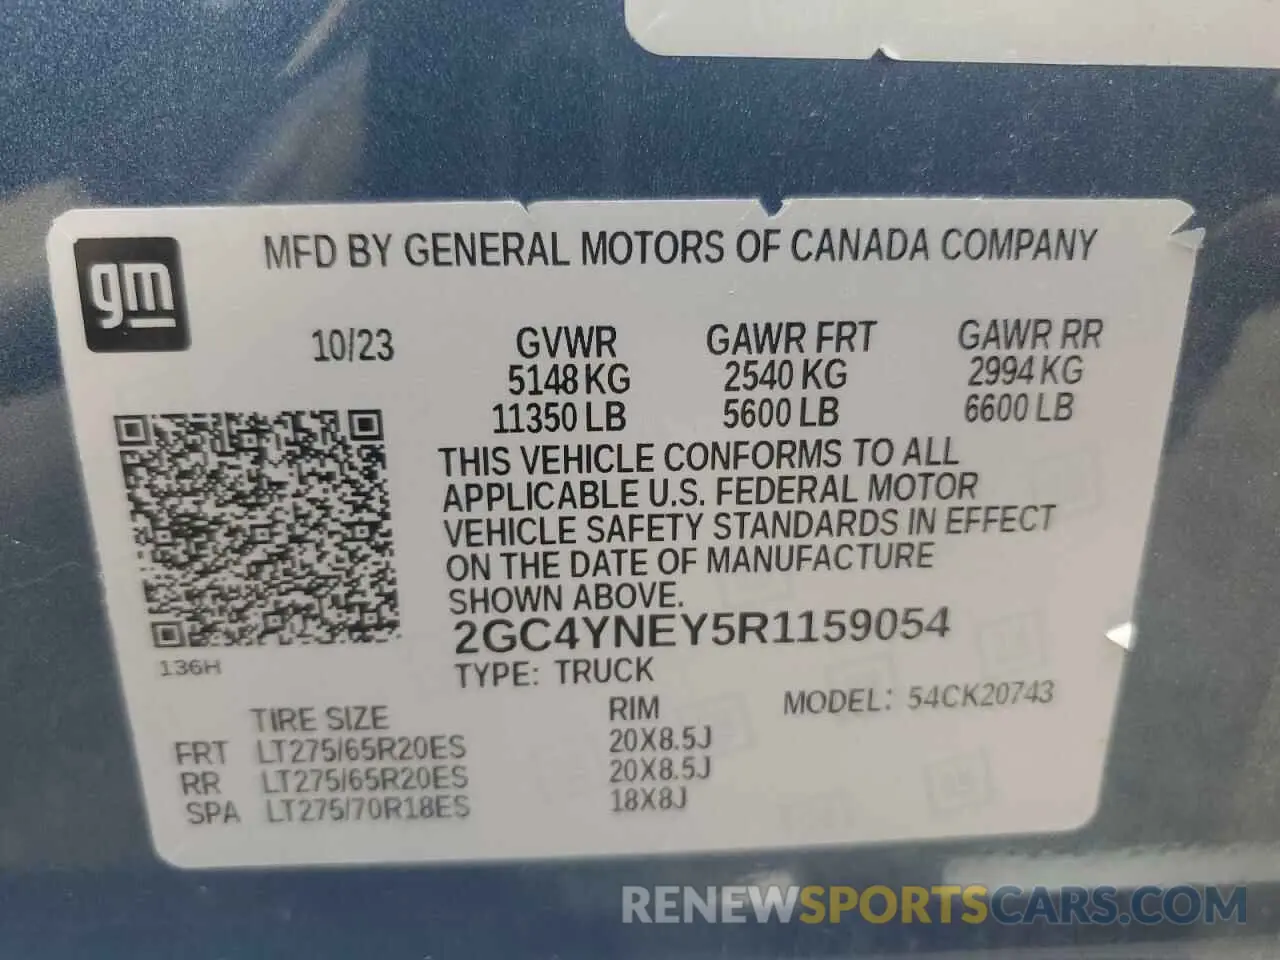 MFD BY GENERAL MOTORS OF CANADA COMPANY
gm
10/23 GVWR GAWR FRT GAWR RR
5148 KG 2540 KG 2994 KG
11350 LB 5600 LB 6600 LB
THIS VEHICLE CONFORMS TO ALL
APPLICABLE U.S. FEDERAL MOTOR
VEHICLE SAFETY STANDARDS IN EFFECT
ON THE DATE OF MANUFACTURE
SHOWN ABOVE.
2GC4YNEY5R1159054
136H
TYPE: TRUCK
MODEL: 54CK20743
TIRE SIZE RIM
FRT LT275/65R20ES 20X8.5J
RR LT275/65R20ES 20X8.5J
SPA LT275/70R18ES 18X8J
RENEWSPORTSCARS.COM